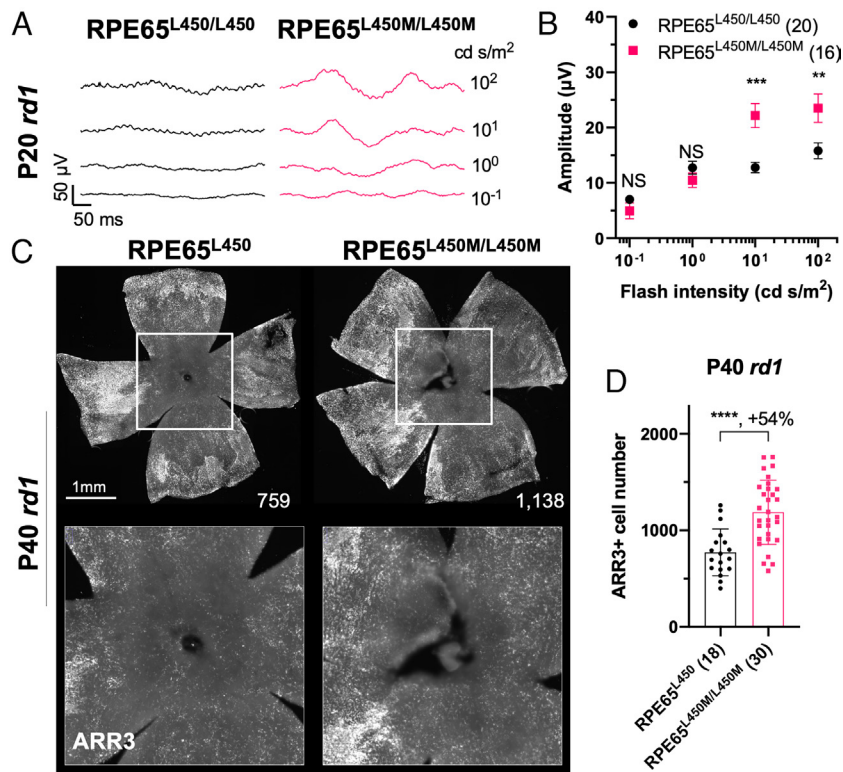 A
RPE65L450/L450 RPE65L450M/L450M
cd s/m2
102
101
100
10-1
P20 rd1
50 µV
50 ms
B
RPE65L450/L450 (20)
RPE65L450M/L450M (16)
Amplitude (µV)
40
30
20
10
0
NS
NS
***
**
10-1 100 101 102
Flash intensity (cd s/m2)
C
RPE65L450 RPE65L450M/L450M
P40 rd1
1mm
759
1,138
ARR3
D
P40 rd1
****, +54%
ARR3+ cell number
2000
1000
0
RPE65L450 (18)
RPE65L450M/L450M (30)